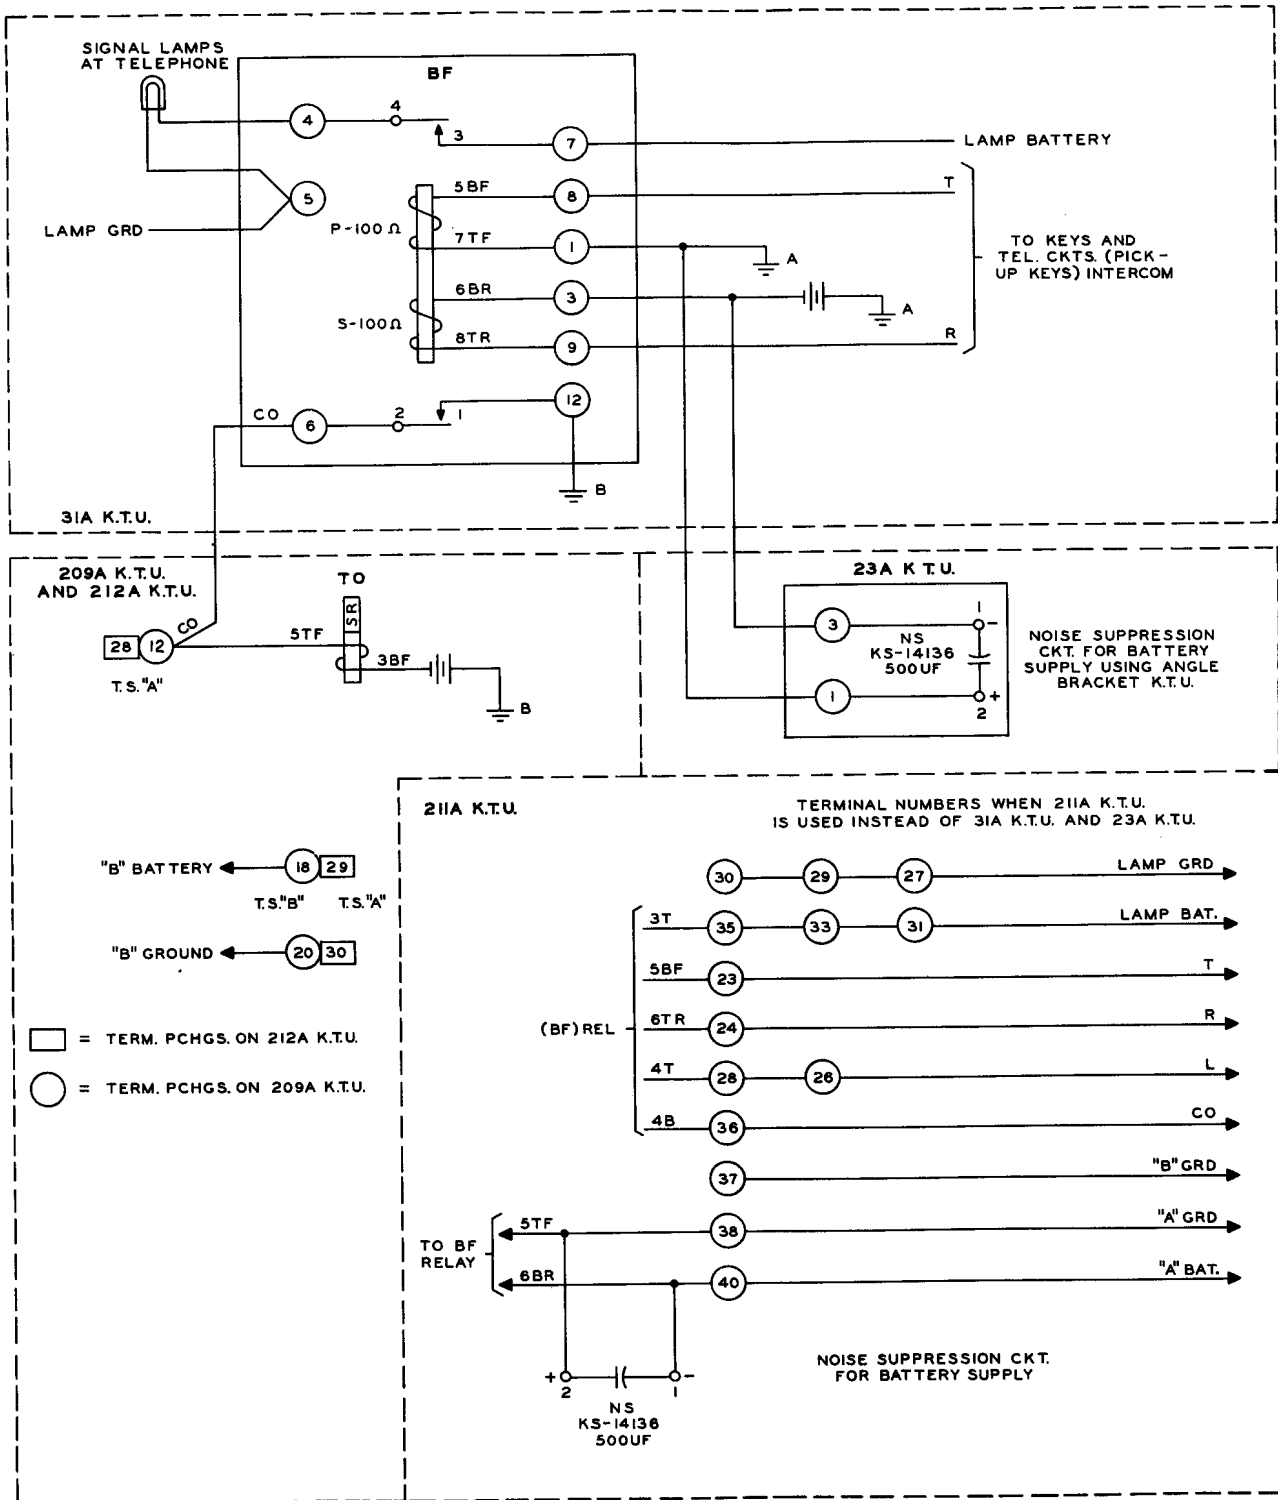 SIGNAL LAMPS
AT TELEPHONE
BF
4
4
3
7
LAMP BATTERY
5
LAMP GRD
P-100 Ω
5BF
8
T
7TF
1
A
TO KEYS AND
TEL. CKTS. (PICK-
UP KEYS) INTERCOM
6BR
3
A
S-100 Ω
8TR
9
R
CO
6
2
1
12
B
31A K.T.U.
209A K.T.U.
AND 212A K.T.U.
TO
SR
28
12
CO
5TF
3BF
T.S."A"
B
23A K T.U.
3
1
-
NS
KS-14136
500UF
1
+
2
NOISE SUPPRESSION
CKT. FOR BATTERY
SUPPLY USING ANGLE
BRACKET K.T.U.
"B" BATTERY
18
29
T.S."B"
T.S."A"
"B" GROUND
20
30
= TERM. PCHGS. ON 212A K.T.U.
= TERM. PCHGS. ON 209A K.T.U.
211A K.T.U.
TERMINAL NUMBERS WHEN 211A K.T.U.
IS USED INSTEAD OF 31A K.T.U. AND 23A K.T.U.
30
29
27
LAMP GRD
(BF) REL
3T
35
33
31
LAMP BAT.
5BF
23
T
6TR
24
R
4T
28
26
L
4B
36
CO
37
"B" GRD
TO BF
RELAY
5TF
38
"A" GRD
6BR
40
"A" BAT.
+
2
1
-
NS
KS-14136
500UF
NOISE SUPPRESSION CKT.
FOR BATTERY SUPPLY